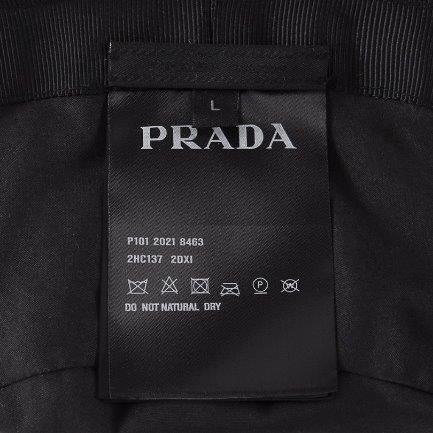 L
PRADA
P101 2021 8463
2HC137 2DXI
P W
DO NOT NATURAL DRY